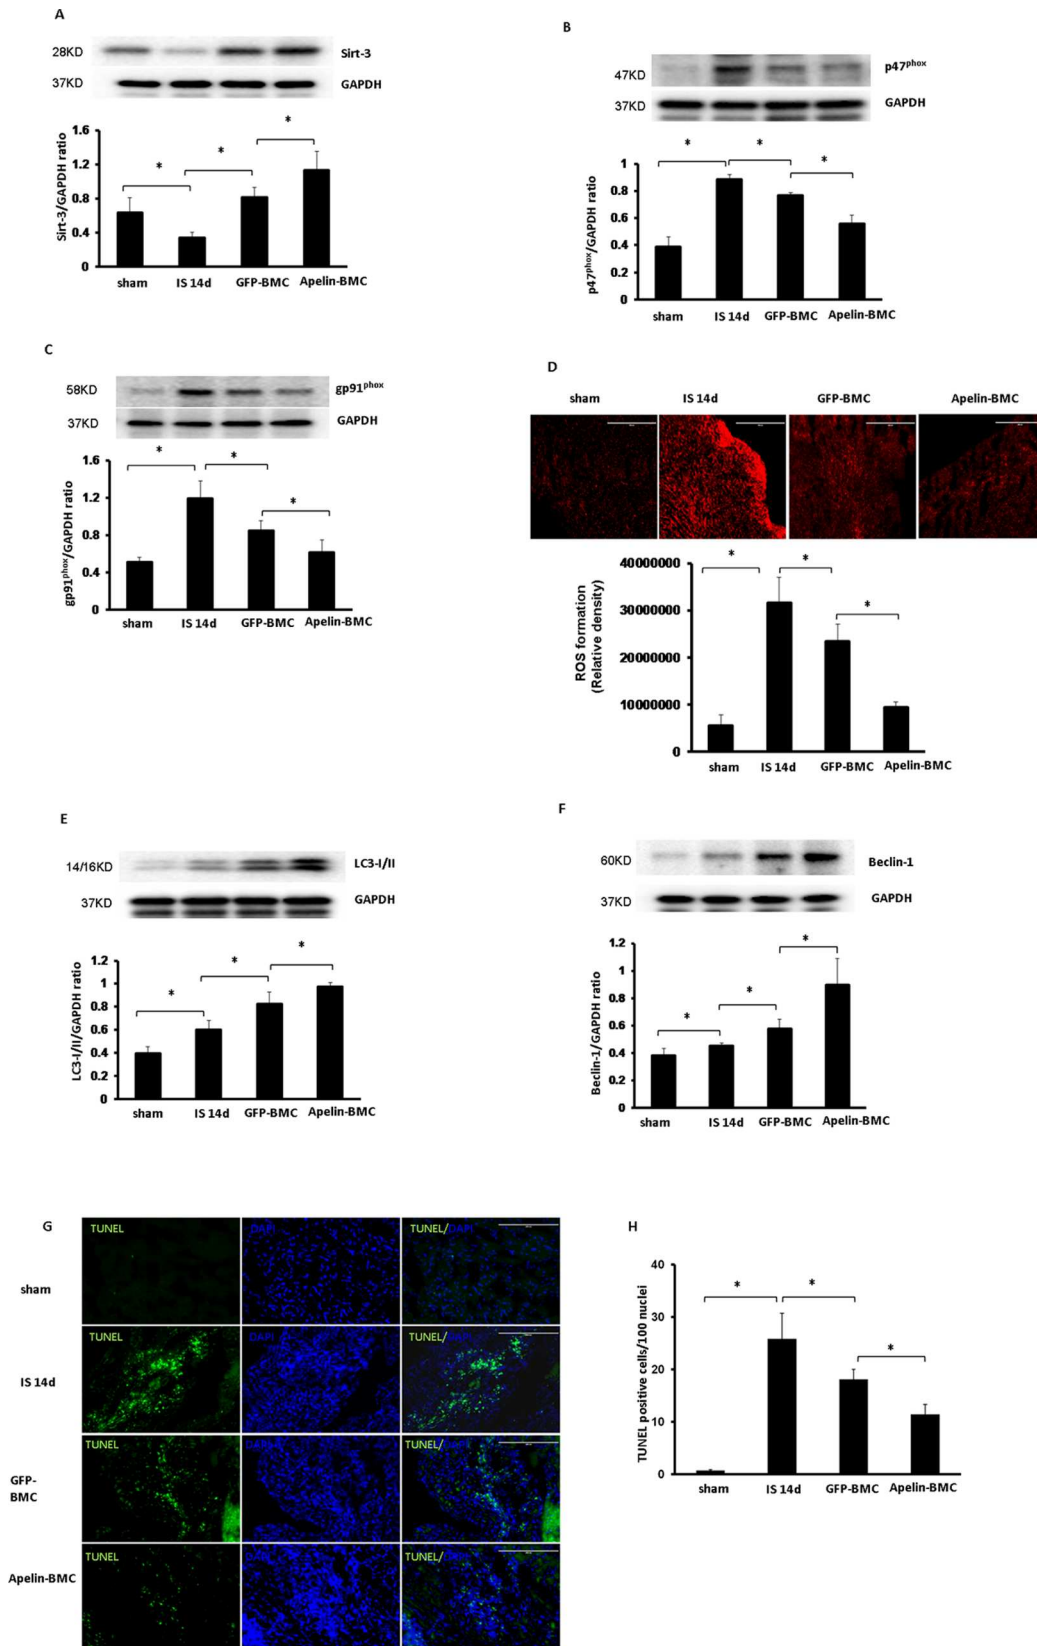 A
28KD
Sirt-3
37KD
GAPDH
Sirt-3/GAPDH ratio
1.6
1.2
0.8
0.4
0
*
*
*
sham IS 14d GFP-BMC Apelin-BMC
B
47KD
p47phox
37KD
GAPDH
p47phox/GAPDH ratio
1
0.8
0.6
0.4
0.2
0
*
*
*
sham IS 14d GFP-BMC Apelin-BMC
C
58KD
gp91phox
37KD
GAPDH
gp91phox/GAPDH ratio
1.6
1.2
0.8
0.4
0
*
*
*
sham IS 14d GFP-BMC Apelin-BMC
D
sham IS 14d GFP-BMC Apelin-BMC
ROS formation
(Relative density)
40000000
30000000
20000000
10000000
0
*
*
*
sham IS 14d GFP-BMC Apelin-BMC
E
14/16KD
LC3-I/II
37KD
GAPDH
LC3-I/II/GAPDH ratio
1.2
1
0.8
0.6
0.4
0.2
0
*
*
*
sham IS 14d GFP-BMC Apelin-BMC
F
60KD
Beclin-1
37KD
GAPDH
Beclin-1/GAPDH ratio
1.2
1
0.8
0.6
0.4
0.2
0
*
*
*
sham IS 14d GFP-BMC Apelin-BMC
G
TUNEL DAPI TUNEL/DAPI
sham
TUNEL DAPI TUNEL/DAPI
IS 14d
TUNEL DAPI TUNEL/DAPI
GFP-
BMC
TUNEL DAPI TUNEL/DAPI
Apelin-BMC
H
TUNEL positive cells/100 nuclei
40
30
20
10
0
*
*
*
sham IS 14d GFP-BMC Apelin-BMC